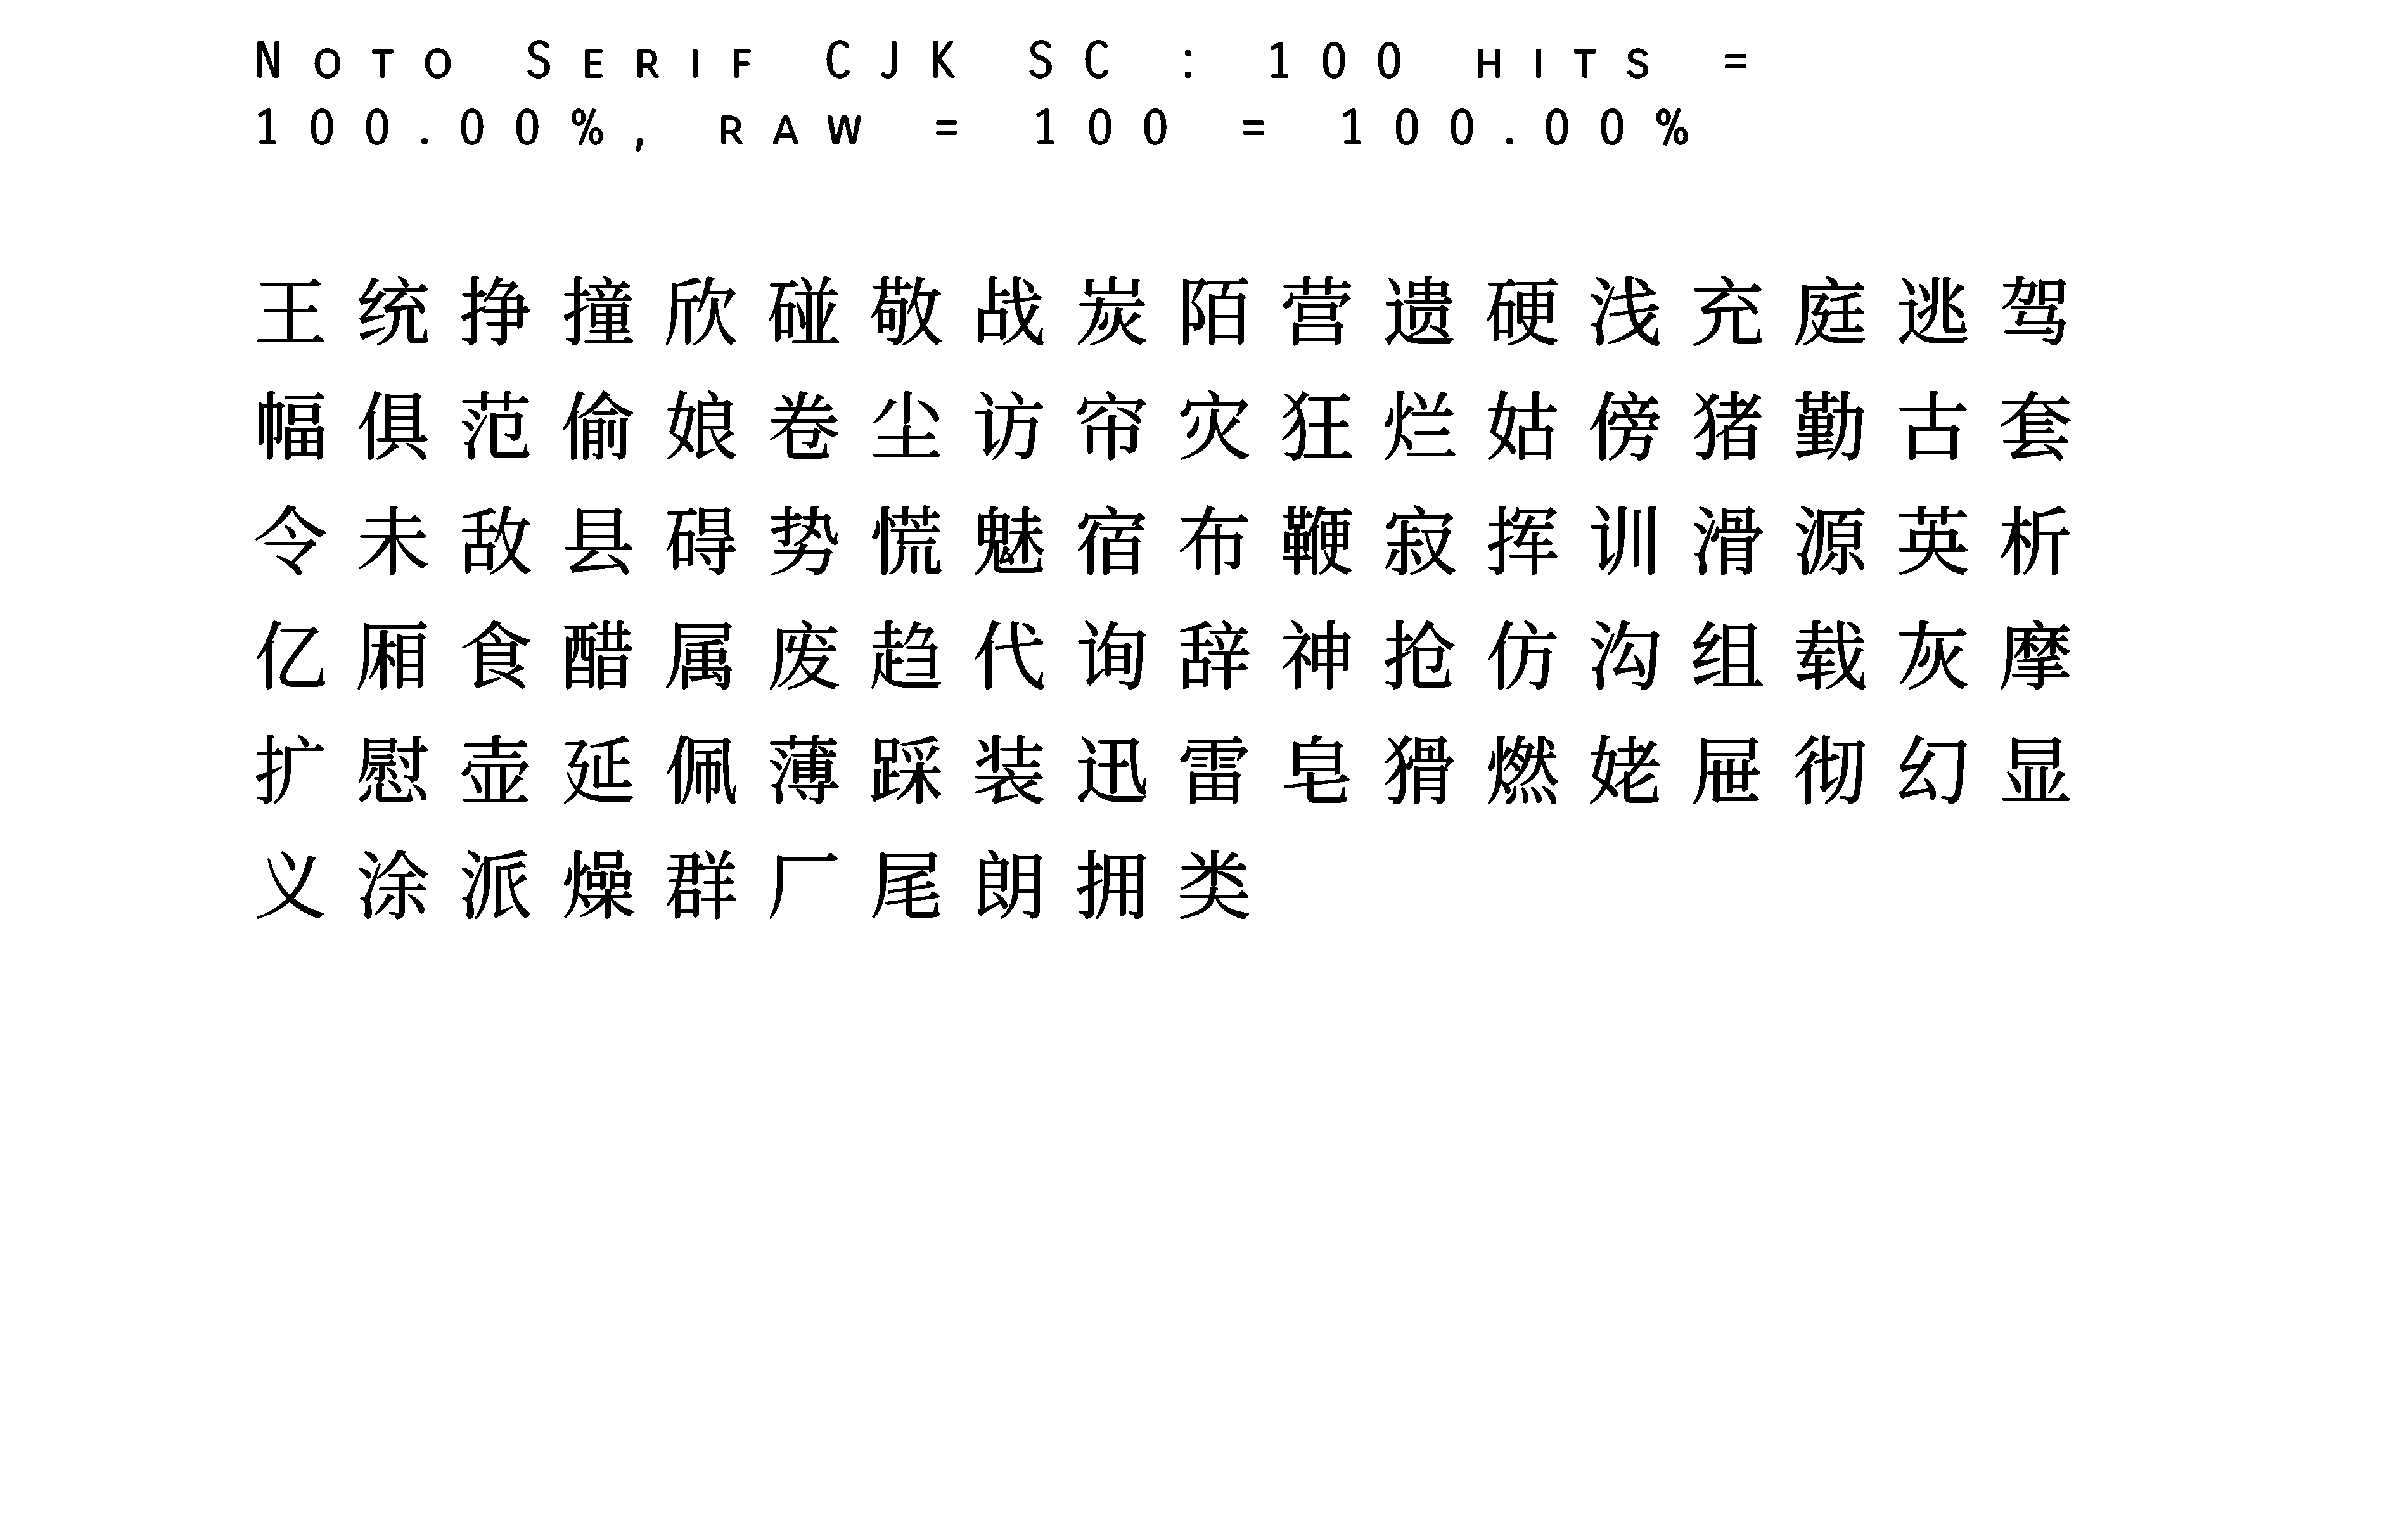 Noto Serif CJK SC : 100 hits =
100.00%, raw = 100 = 100.00%
王统挣撞欣碰敬战炭陌营遗硬浅充庭逃驾
幅俱范偷娘卷尘访帘灾狂烂姑傍猪勤古套
令未敌县碍势慌魅宿布鞭寂挥训滑源英析
亿厢食醋属废趋代询辞神抢仿沟组载灰摩
扩慰壶延佩薄踩装迅雷皂猾燃姥屉彻幻显
义涂派燥群厂尾朗拥类